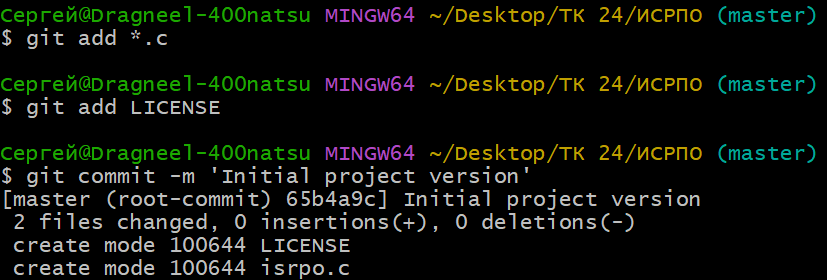 Сергей@Dragneel-400natsu MINGW64 ~/Desktop/ТК 24/ИСРПО (master)
$ git add *.c
Сергей@Dragneel-400natsu MINGW64 ~/Desktop/ТК 24/ИСРПО (master)
$ git add LICENSE
Сергей@Dragneel-400natsu MINGW64 ~/Desktop/ТК 24/ИСРПО (master)
$ git commit -m 'Initial project version'
[master (root-commit) 65b4a9c] Initial project version
 2 files changed, 0 insertions(+), 0 deletions(-)
 create mode 100644 LICENSE
 create mode 100644 isrpo.c